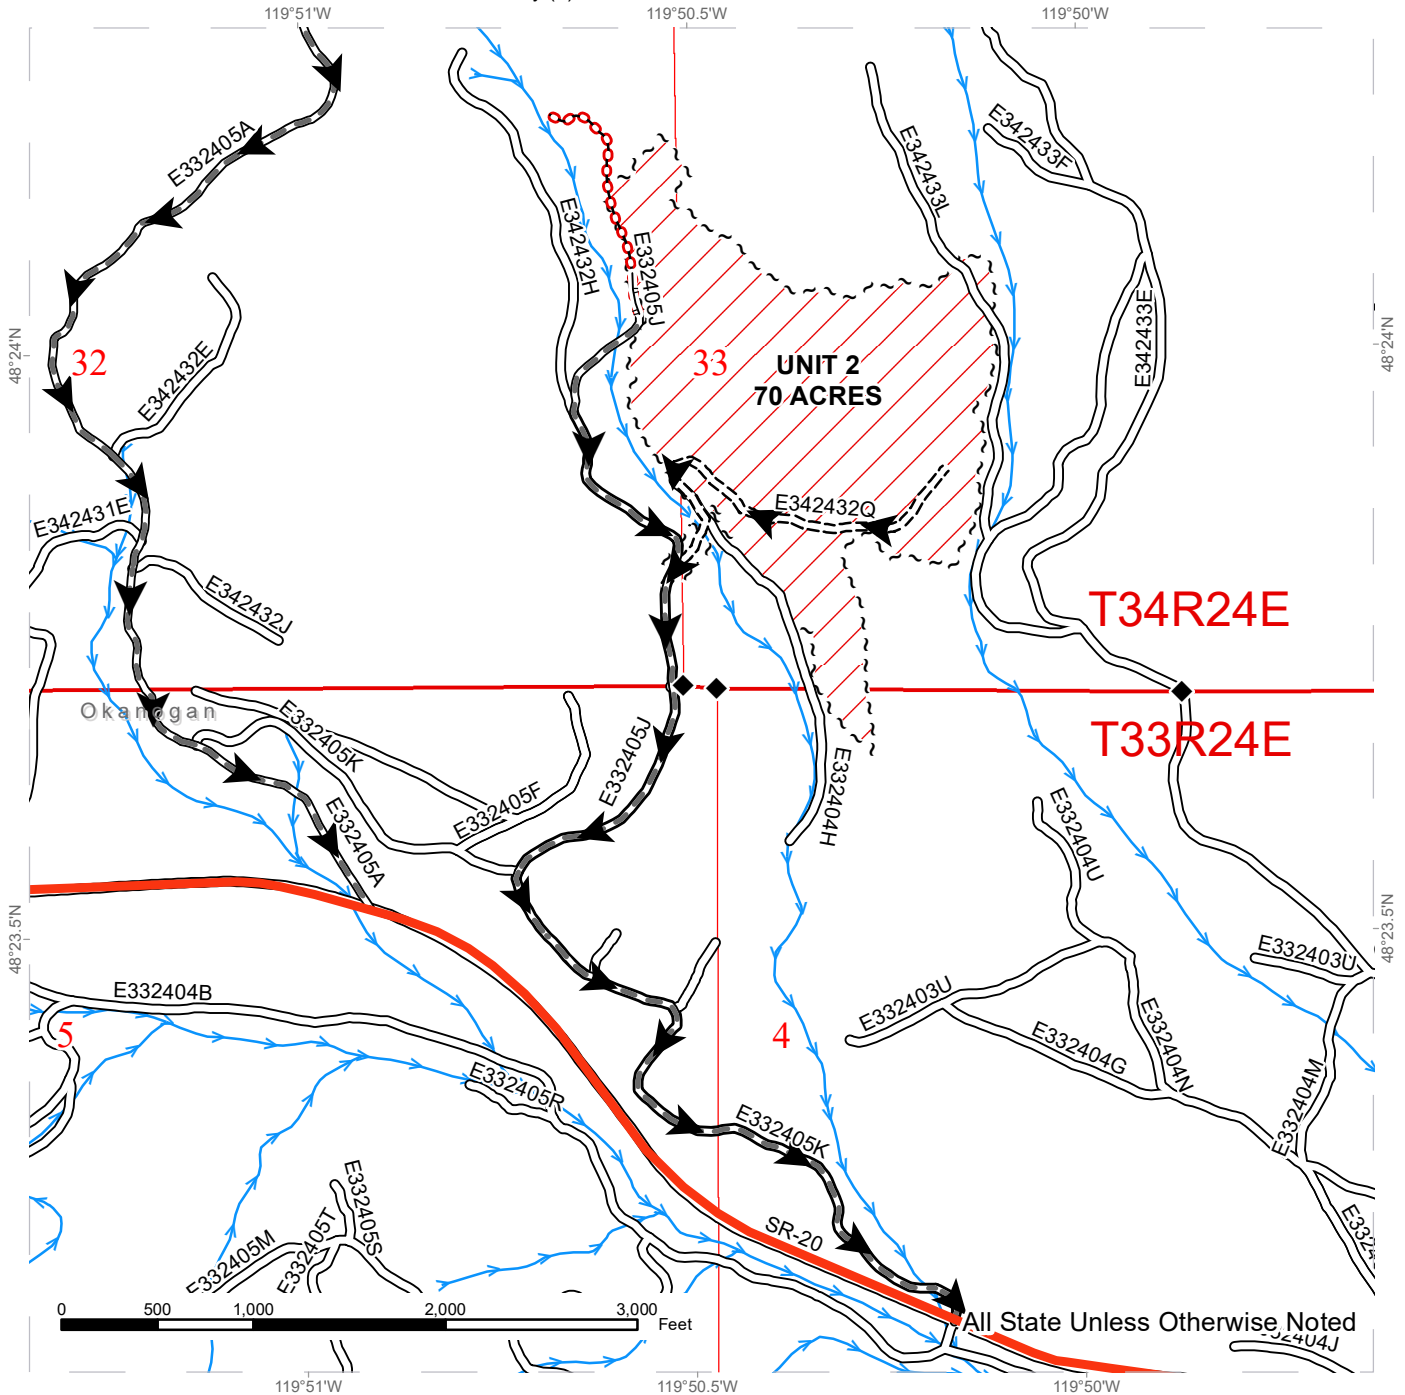 119°51'W
119°50.5'W
119°50'W
E332405A
E342433F
E342433L
E342432H
E332405J
E342433E
48°24'N
48°24'N
32
33
UNIT 2
70 ACRES
E342432E
E342432Q
E342431E
E342432J
T34R24E
Okanogan
T33R24E
E332405K
E332405J
E332405F
E332404H
E332405A
E332404U
48°23.5'N
48°23.5'N
E332403U
E332403U
E332404B
5
4
E332404G
E332404N
E332404M
E332405R
E332405K
E332405S
E332405T
E332405M
SR-20
0 500 1,000 2,000 3,000
Feet
All State Unless Otherwise Noted
119°51'W
119°50.5'W
119°50'W